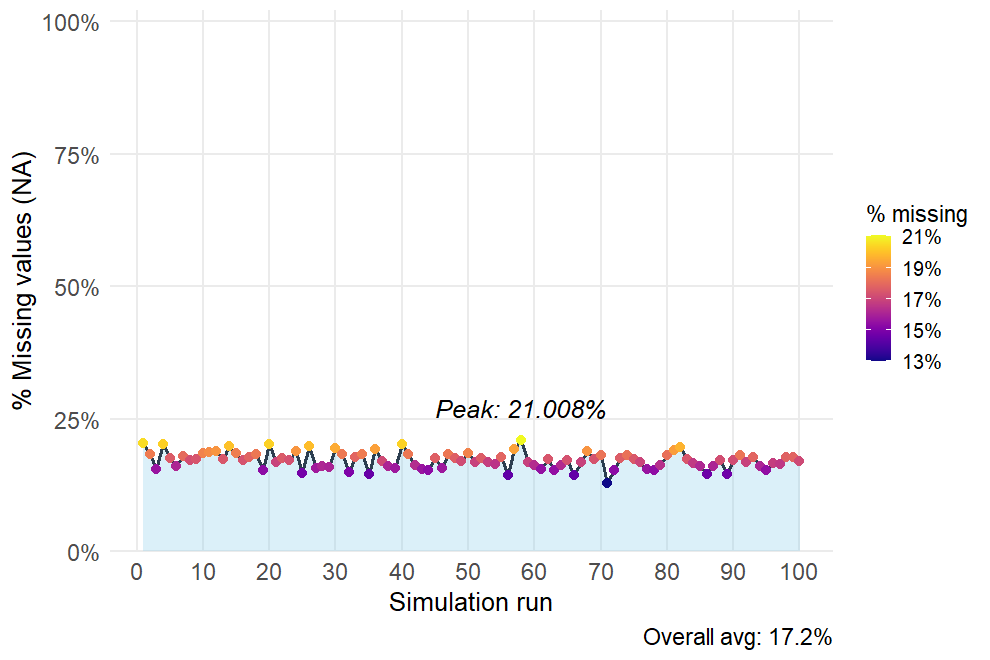 100%
75%
50%
25%
0%
% Missing values (NA)
Peak: 21.008%
0 10 20 30 40 50 60 70 80 90 100
Simulation run
Overall avg: 17.2%
% missing
21%
19%
17%
15%
13%